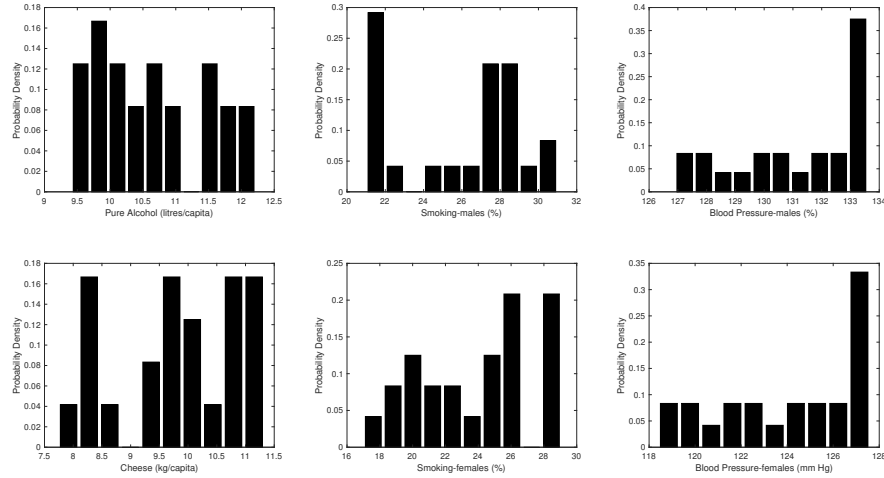 0.18
0.16
0.14
0.12
0.1
0.08
0.06
0.04
0.02
0
Probability Density
9 9.5 10 10.5 11 11.5 12 12.5
Pure Alcohol (litres/capita)
0.3
0.25
0.2
0.15
0.1
0.05
0
Probability Density
20 22 24 26 28 30 32
Smoking-males (%)
0.4
0.35
0.3
0.25
0.2
0.15
0.1
0.05
0
Probability Density
126 127 128 129 130 131 132 133 134
Blood Pressure-males (%)
0.18
0.16
0.14
0.12
0.1
0.08
0.06
0.04
0.02
0
Probability Density
7.5 8 8.5 9 9.5 10 10.5 11 11.5
Cheese (kg/capita)
0.25
0.2
0.15
0.1
0.05
0
Probability Density
16 18 20 22 24 26 28 30
Smoking-females (%)
0.35
0.3
0.25
0.2
0.15
0.1
0.05
0
Probability Density
118 120 122 124 126 128
Blood Pressure-females (mm Hg)